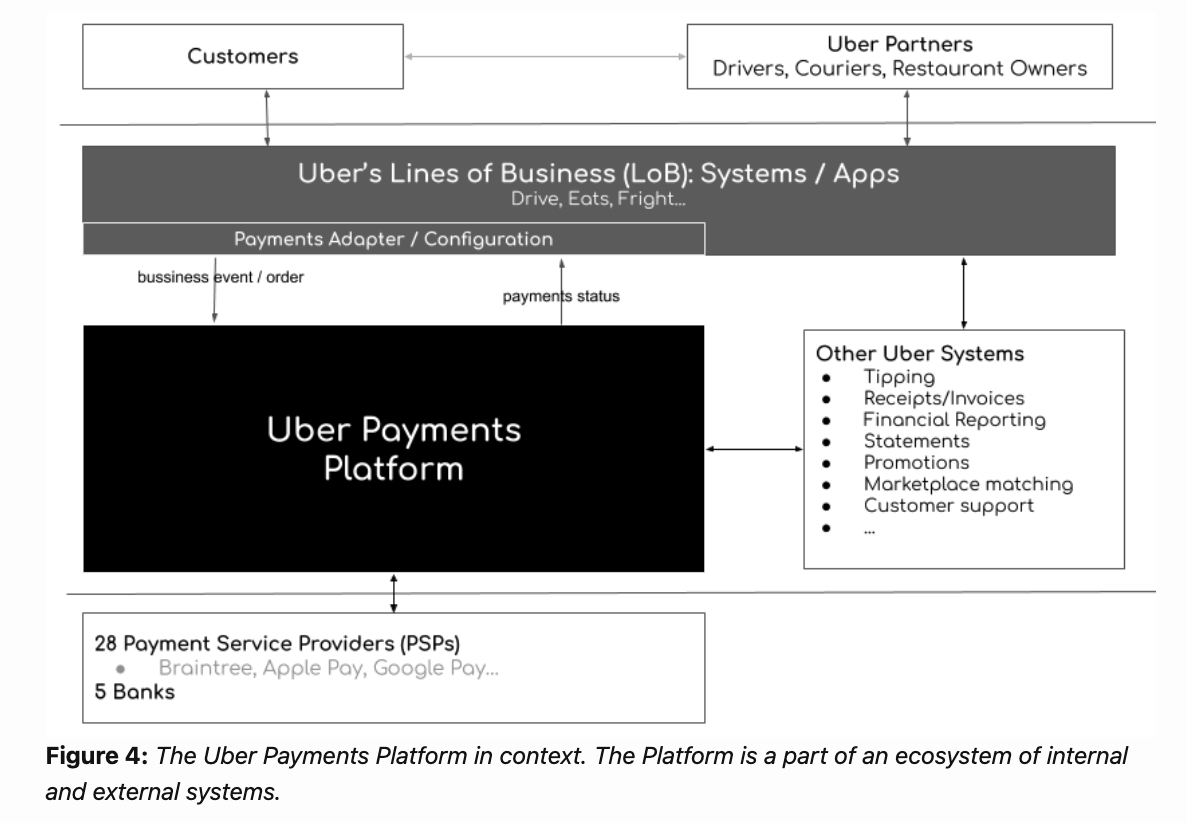 Customers
Uber Partners
Drivers, Couriers, Restaurant Owners
Uber's Lines of Business (LoB): Systems / Apps
Drive, Eats, Fright...
Payments Adapter / Configuration
bussiness event / order
payments status
Uber Payments
Platform
Other Uber Systems
● Tipping
● Receipts/Invoices
● Financial Reporting
● Statements
● Promotions
● Marketplace matching
● Customer support
● ...
28 Payment Service Providers (PSPs)
● Braintree, Apple Pay, Google Pay...
5 Banks
Figure 4: The Uber Payments Platform in context. The Platform is a part of an ecosystem of internal
and external systems.